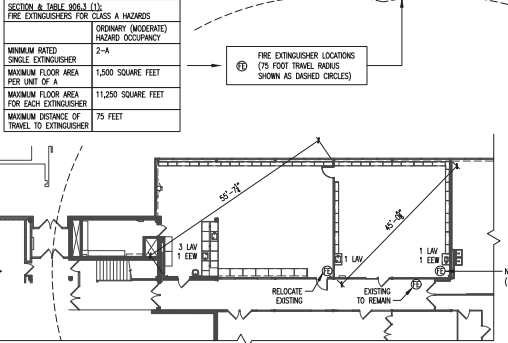 SECTION & TABLE 906.3 (1):
FIRE EXTINGUISHERS FOR CLASS A HAZARDS
ORDINARY (MODERATE)
HAZARD OCCUPANCY
MINIMUM RATED
SINGLE EXTINGUISHER
2-A
MAXIMUM FLOOR AREA
PER UNIT OF A
1,500 SQUARE FEET
MAXIMUM FLOOR AREA
FOR EACH EXTINGUISHER
11,250 SQUARE FEET
MAXIMUM DISTANCE OF
TRAVEL TO EXTINGUISHER
75 FEET
FE
FIRE EXTINGUISHER LOCATIONS
(75 FOOT TRAVEL RADIUS
SHOWN AS DASHED CIRCLES)
3 LAV
1 EEW
1 LAV
1 LAV
1 EEW
FE
FE
FE
RELOCATE
EXISTING
EXISTING
TO REMAIN